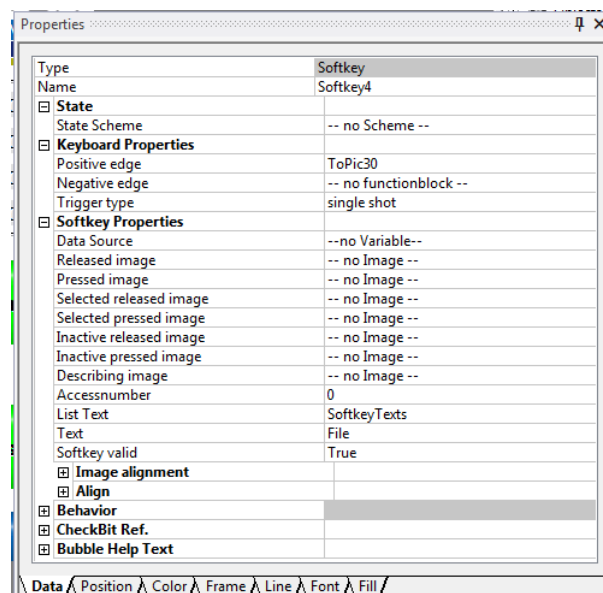 Properties
Type Softkey
Name Softkey4
State
State Scheme -- no Scheme --
Keyboard Properties
Positive edge ToPic30
Negative edge -- no functionblock --
Trigger type single shot
Softkey Properties
Data Source --no Variable--
Released image -- no Image --
Pressed image -- no Image --
Selected released image -- no Image --
Selected pressed image -- no Image --
Inactive released image -- no Image --
Inactive pressed image -- no Image --
Describing image -- no Image --
Accessnumber 0
List Text SoftkeyTexts
Text File
Softkey valid True
Image alignment
Align
Behavior
CheckBit Ref.
Bubble Help Text
Data Position Color Frame Line Font Fill